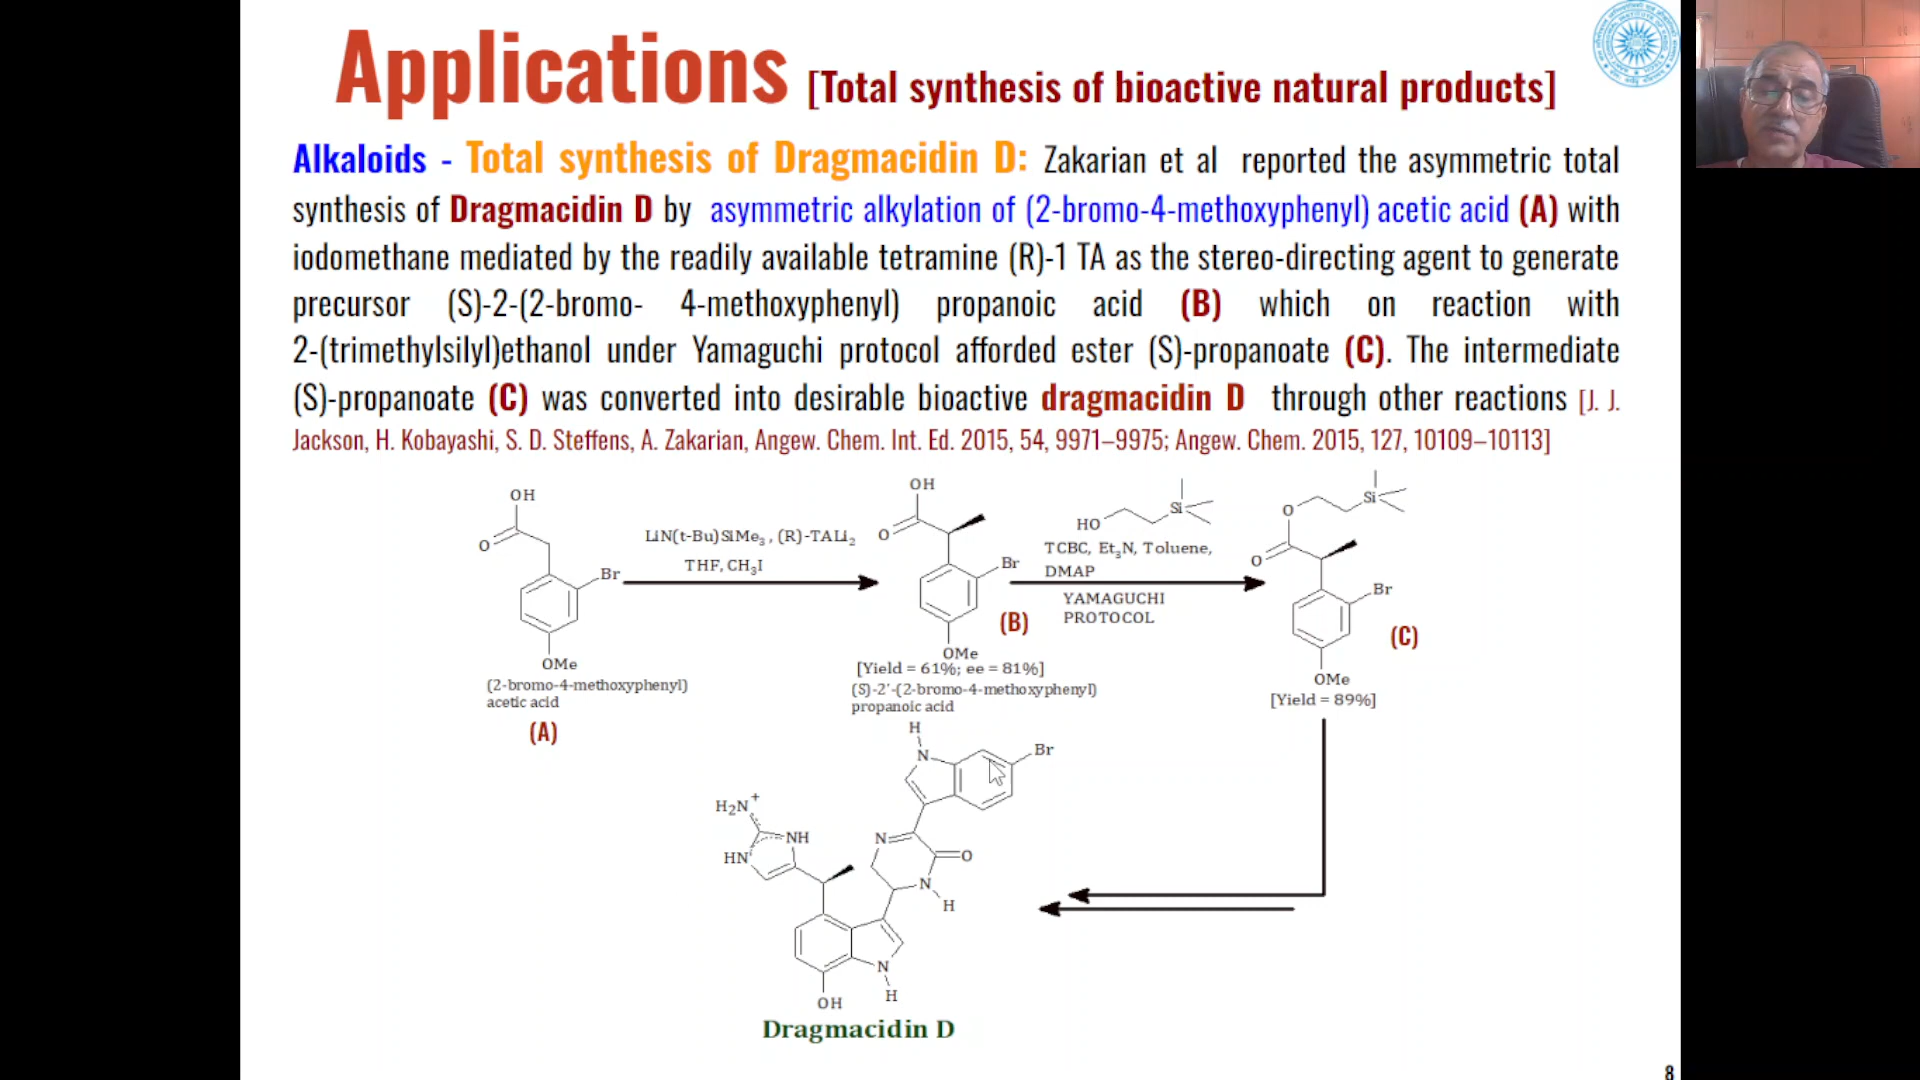 Applications [Total synthesis of bioactive natural products]
Alkaloids - Total synthesis of Dragmacidin D: Zakarian et al reported the asymmetric total
synthesis of Dragmacidin D by asymmetric alkylation of (2-bromo-4-methoxyphenyl) acetic acid (A) with
iodomethane mediated by the readily available tetramine (R)-1 TA as the stereo-directing agent to generate
precursor (S)-2-(2-bromo- 4-methoxyphenyl) propanoic acid (B) which on reaction with
2-(trimethylsilyl)ethanol under Yamaguchi protocol afforded ester (S)-propanoate (C). The intermediate
(S)-propanoate (C) was converted into desirable bioactive dragmacidin D through other reactions [J. J.
Jackson, H. Kobayashi, S. D. Steffens, A. Zakarian, Angew. Chem. Int. Ed. 2015, 54, 9971–9975; Angew. Chem. 2015, 127, 10109–10113]
OH
O
Br
OMe
(2-bromo-4-methoxyphenyl)
acetic acid
(A)
LiN(t-Bu)SiMe3, (R)-TALi2
THF, CH3I
OH
O
Br
(B)
OMe
[Yield = 61%; ee = 81%]
(S)-2'-(2-bromo-4-methoxyphenyl)
propanoic acid
HO
Si
TCBC, Et3N, Toluene,
DMAP
YAMAGUCHI
PROTOCOL
Si
O
O
Br
(C)
OMe
[Yield = 89%]
H
N
Br
H2N+
NH
HN
N
O
N
H
N
H
OH
Dragmacidin D
8